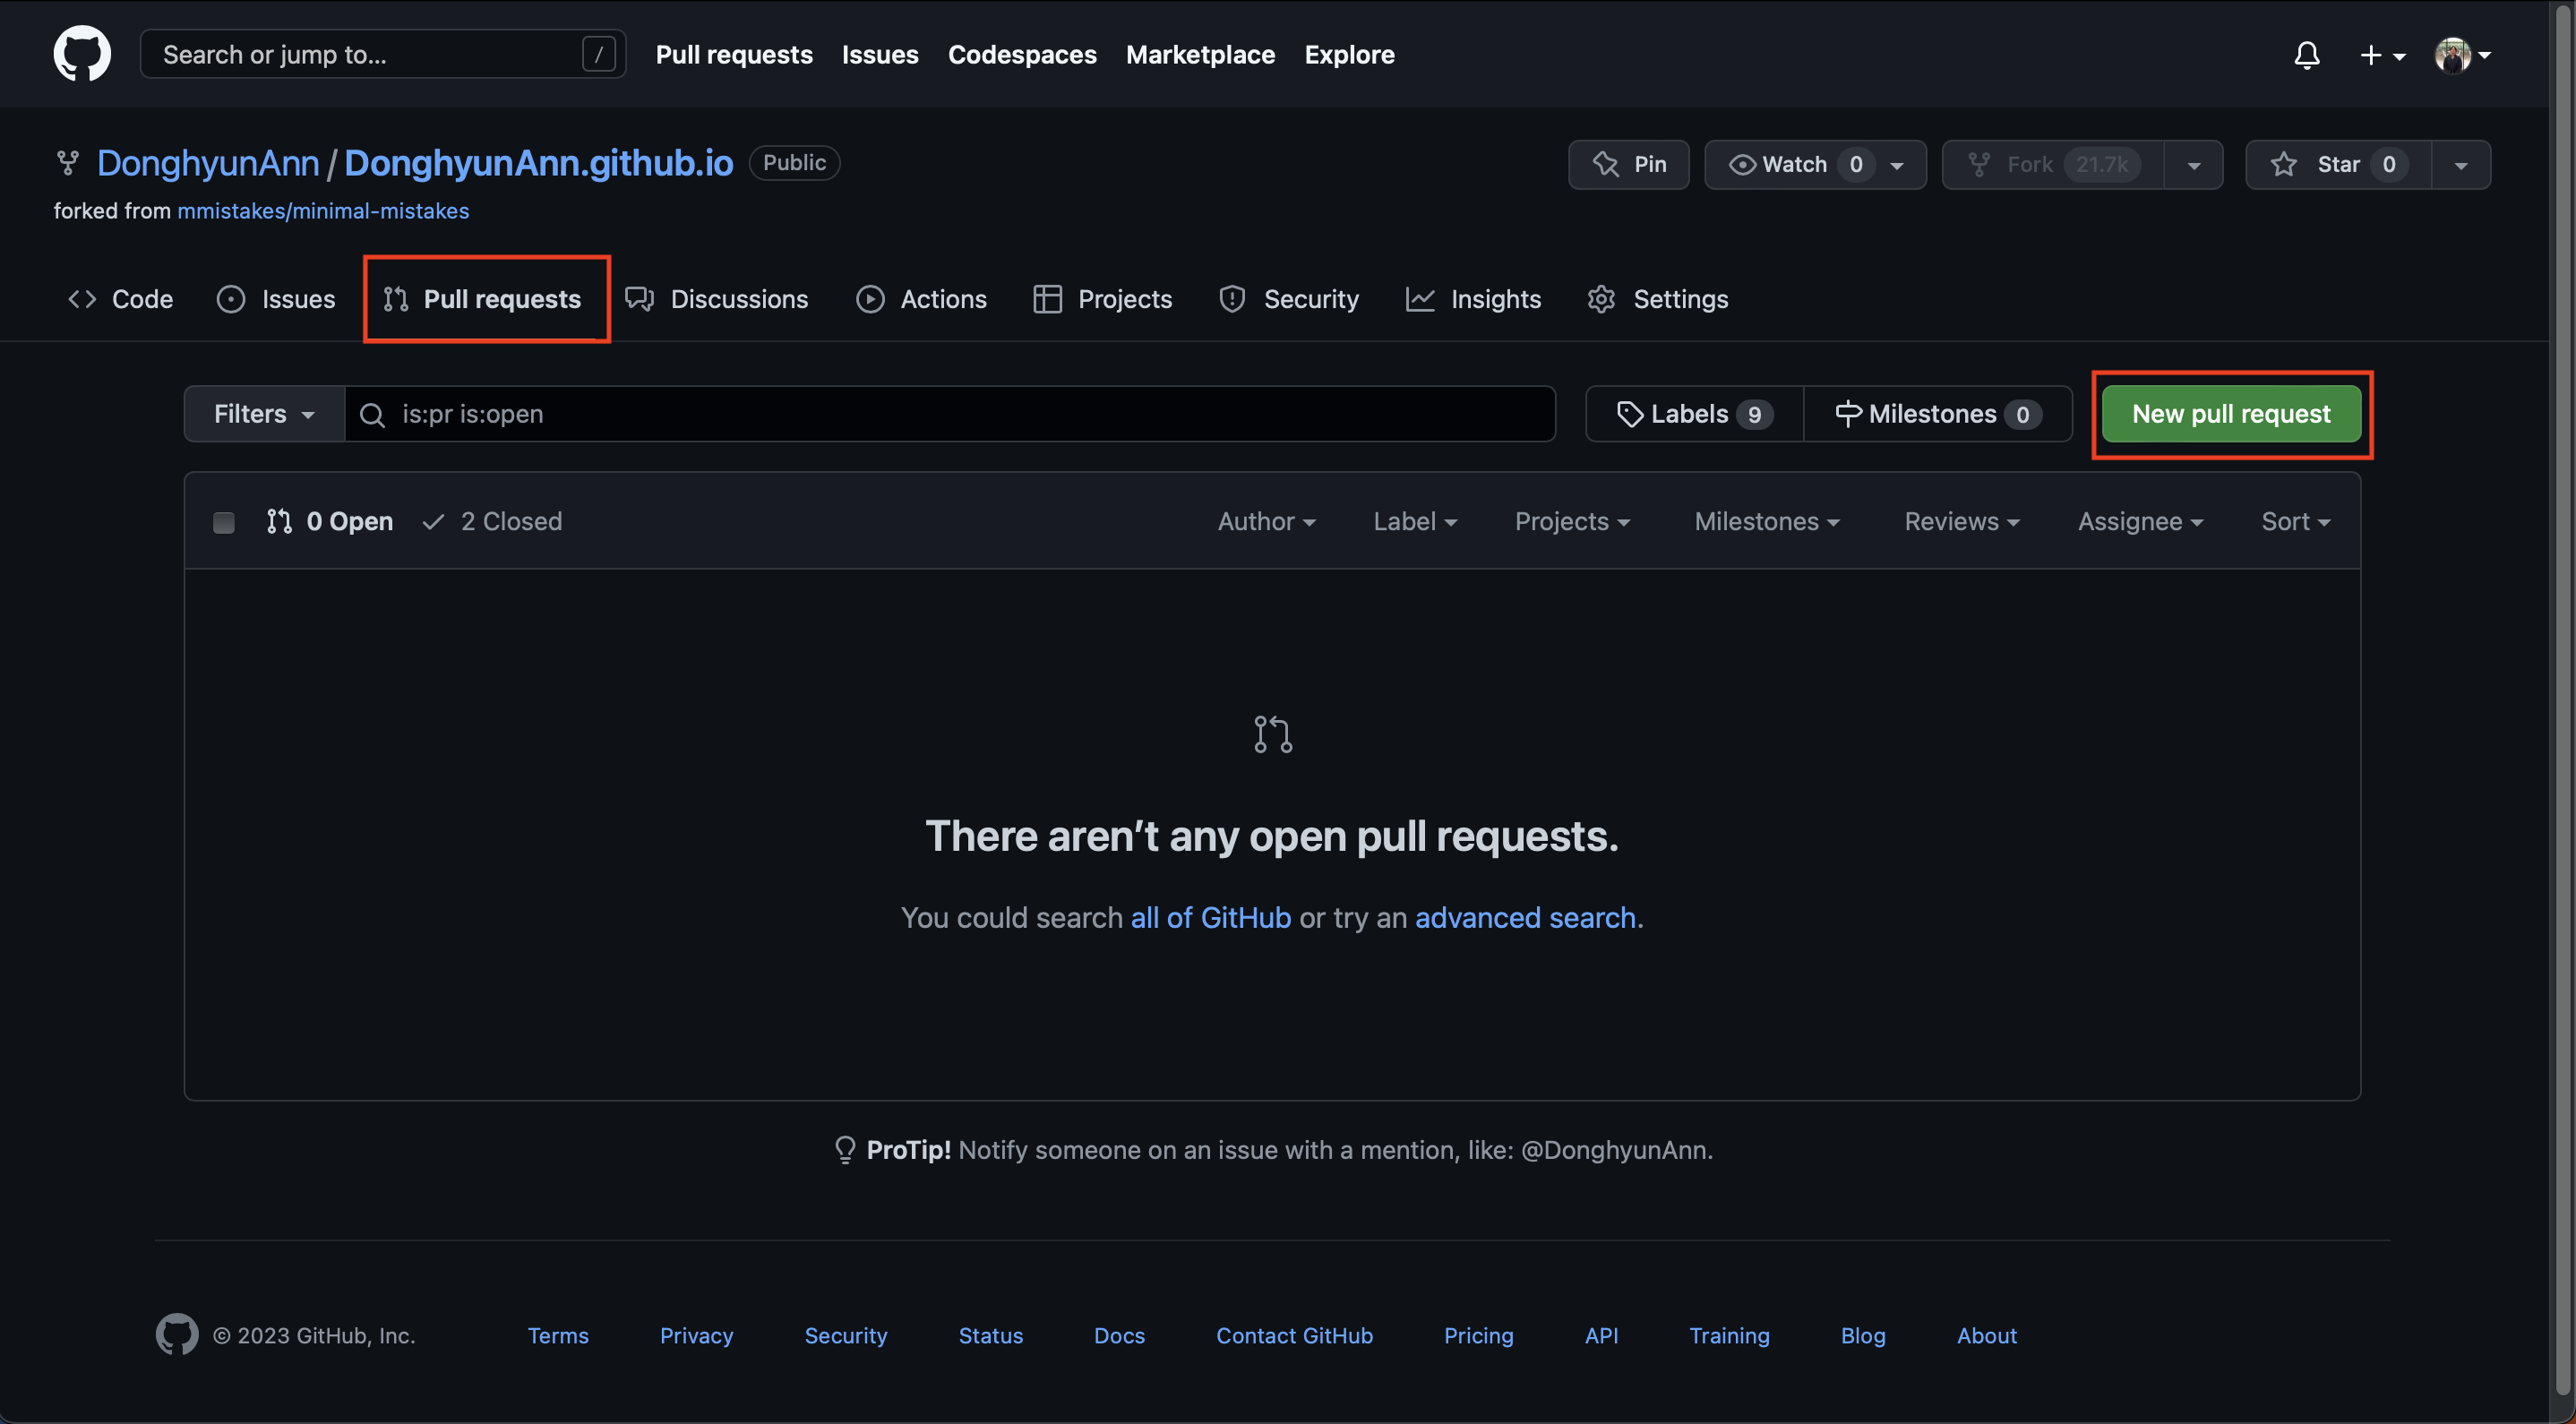 Search or jump to... / Pull requests Issues Codespaces Marketplace Explore
DonghyunAnn / DonghyunAnn.github.io Public Pin Watch 0 Fork 21.7k Star 0
forked from mmistakes/minimal-mistakes
Code Issues Pull requests Discussions Actions Projects Security Insights Settings
Filters is:pr is:open Labels 9 Milestones 0 New pull request
0 Open 2 Closed Author Label Projects Milestones Reviews Assignee Sort
There aren’t any open pull requests.
You could search all of GitHub or try an advanced search.
ProTip! Notify someone on an issue with a mention, like: @DonghyunAnn.
© 2023 GitHub, Inc. Terms Privacy Security Status Docs Contact GitHub Pricing API Training Blog About